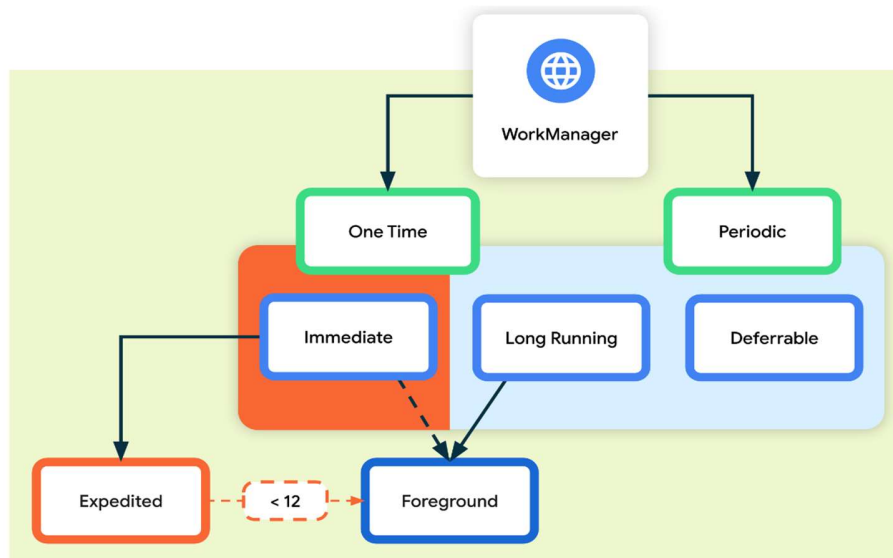 WorkManager
One Time
Periodic
Immediate
Long Running
Deferrable
Expedited
< 12
Foreground